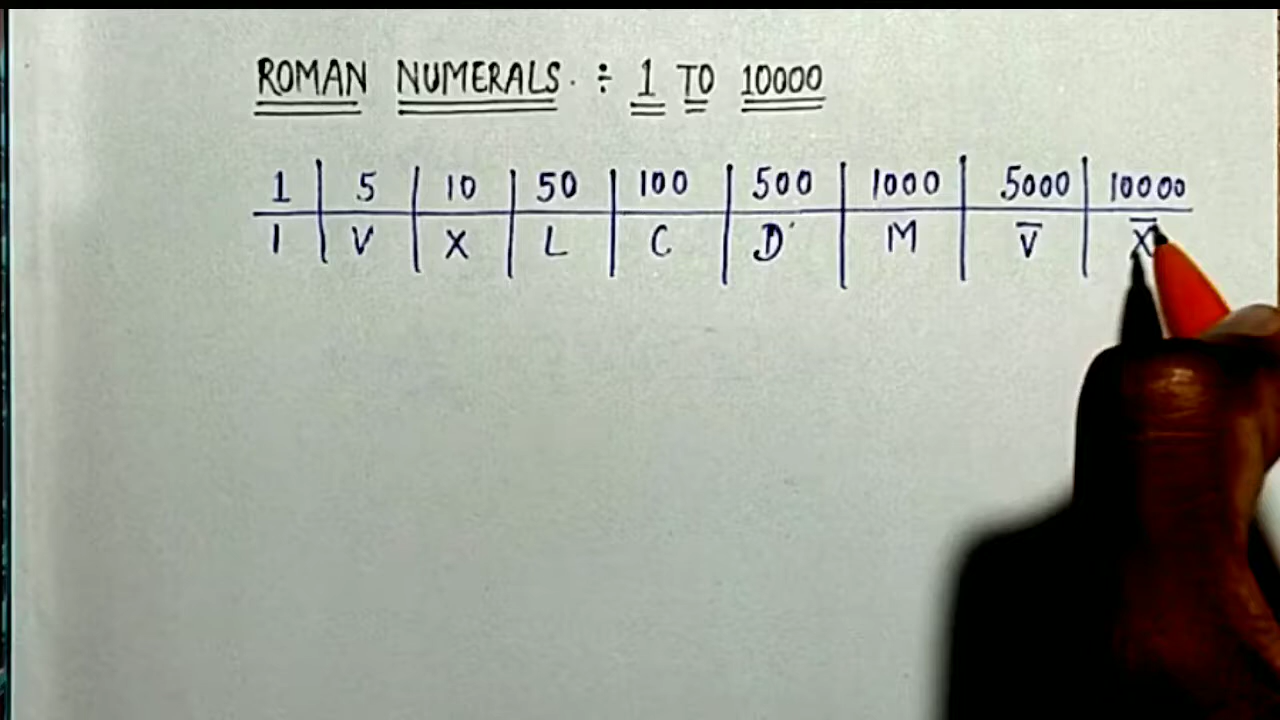 ROMAN NUMERALS. ÷ 1 TO 10000
1 | 5 | 10 | 50 | 100 | 500 | 1000 | 5000 | 10000
I | V | X | L | C | D | M | V̅ | X̅